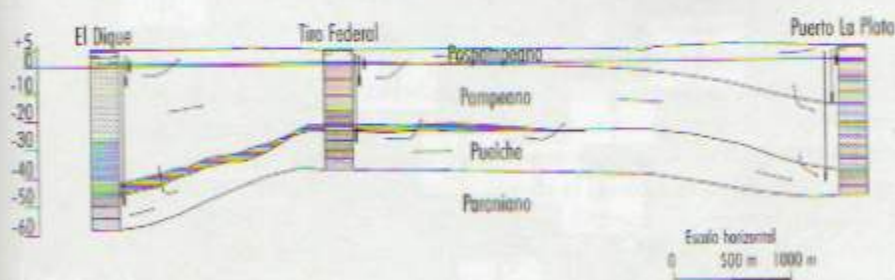 El Dique
Tiro Federal
Puerto La Plata
+5
0
-10
-20
-30
-40
-50
-60
Pospampeano
Pampeano
Puelche
Paraniano
Escala horizontal
0 500 m 1000 m